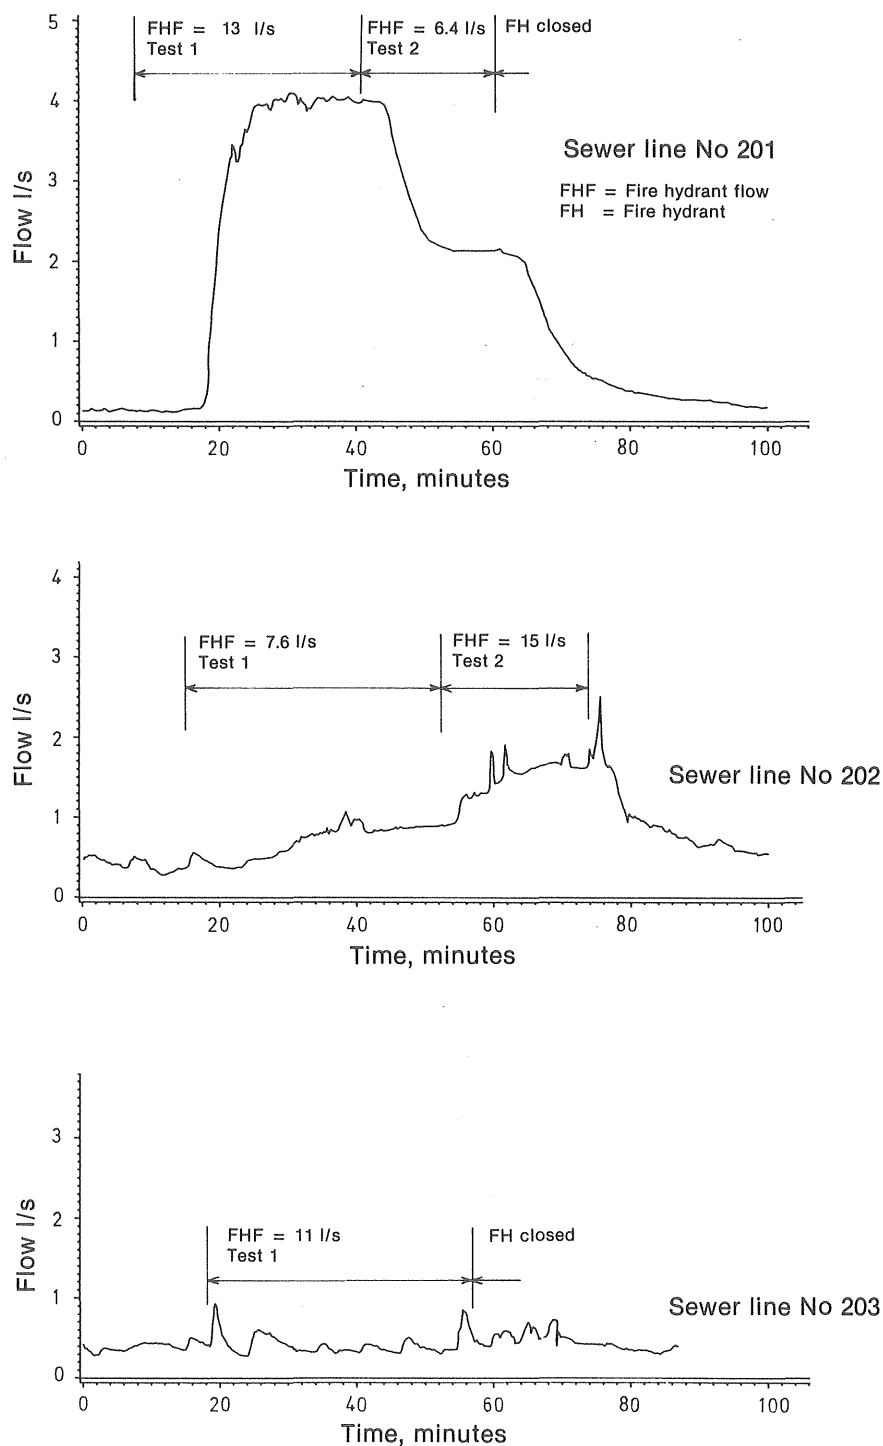 5
4
3
2
1
0
Flow l/s
FHF = 13 l/s
Test 1
FHF = 6.4 l/s
Test 2
FH closed
Sewer line No 201
FHF = Fire hydrant flow
FH = Fire hydrant
0 20 40 60 80 100
Time, minutes
4
3
2
1
0
Flow l/s
FHF = 7.6 l/s
Test 1
FHF = 15 l/s
Test 2
Sewer line No 202
0 20 40 60 80 100
Time, minutes
3
2
1
0
Flow l/s
FHF = 11 l/s
Test 1
FH closed
Sewer line No 203
0 20 40 60 80 100
Time, minutes